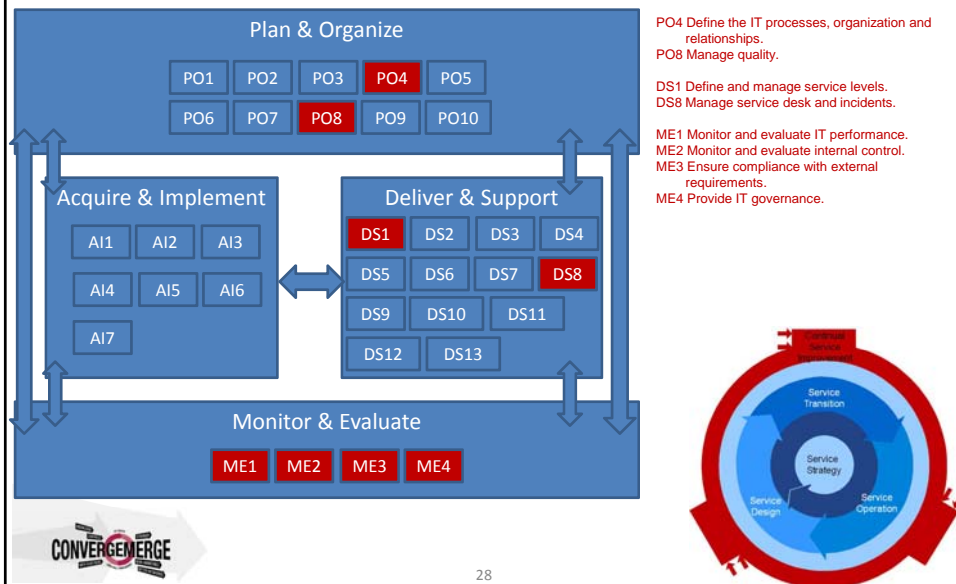 Plan & Organize
PO1 PO2 PO3 PO4 PO5
PO6 PO7 PO8 PO9 PO10
PO4 Define the IT processes, organization and
relationships.
PO8 Manage quality.
DS1 Define and manage service levels.
DS8 Manage service desk and incidents.
ME1 Monitor and evaluate IT performance.
ME2 Monitor and evaluate internal control.
ME3 Ensure compliance with external
requirements.
ME4 Provide IT governance.
Acquire & Implement
AI1 AI2 AI3
AI4 AI5 AI6
AI7
Deliver & Support
DS1 DS2 DS3 DS4
DS5 DS6 DS7 DS8
DS9 DS10 DS11
DS12 DS13
Monitor & Evaluate
ME1 ME2 ME3 ME4
Continual
Service
Improvement
Service
Transition
Service
Strategy
Service
Design
Service
Operation
CONVERGEMERGE
28